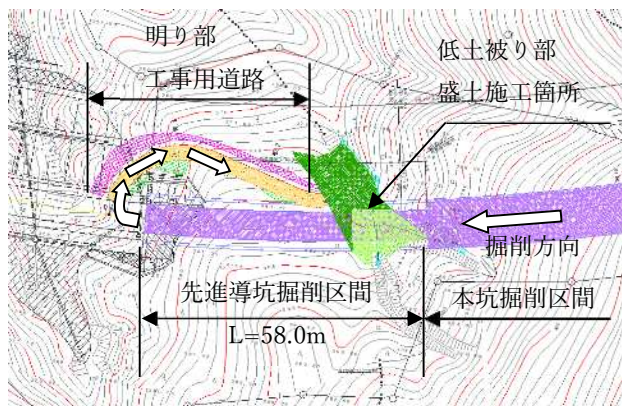 明り部
工事用道路
低土被り部
盛土施工箇所
掘削方向
先進導坑掘削区間
L=58.0m
本坑掘削区間